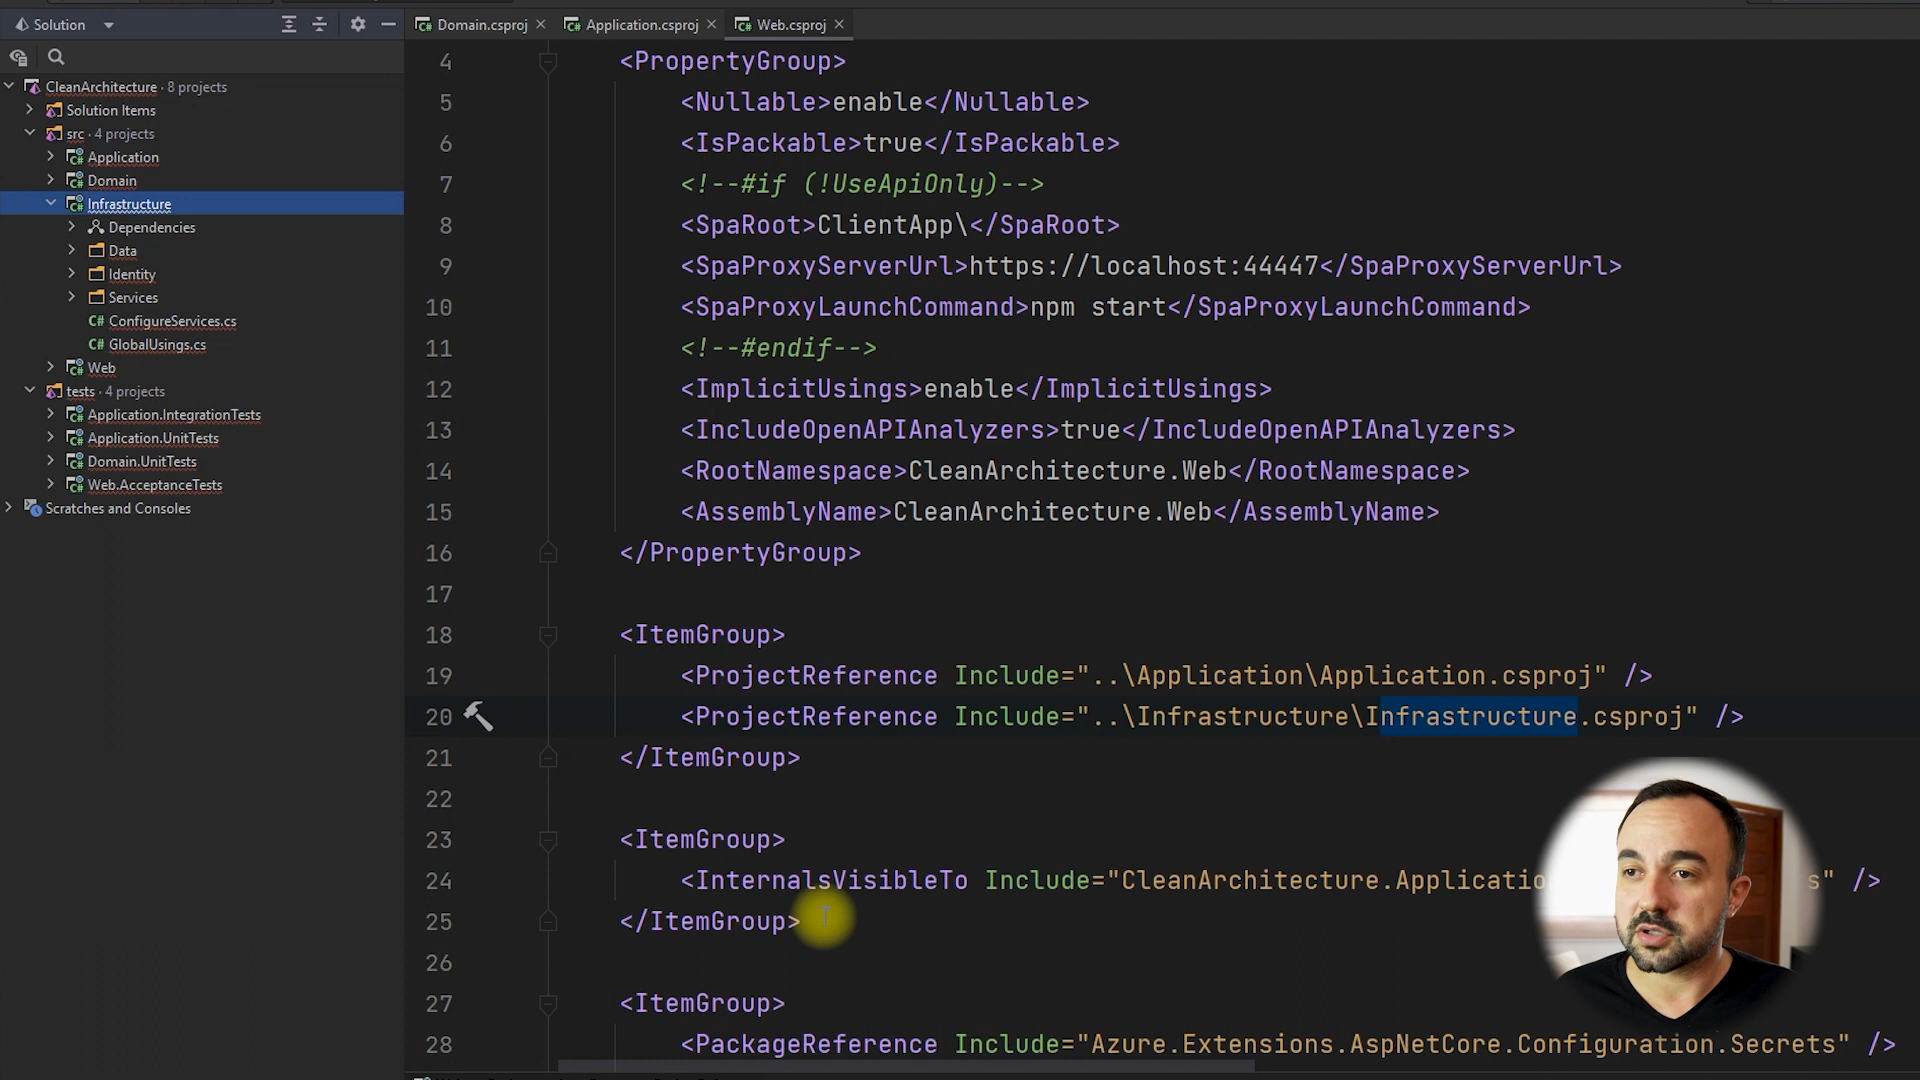 Solution
CleanArchitecture · 8 projects
Solution Items
src · 4 projects
Application
Domain
Infrastructure
Dependencies
Data
Identity
Services
C# ConfigureServices.cs
C# GlobalUsings.cs
Web
tests · 4 projects
Application.IntegrationTests
Application.UnitTests
Domain.UnitTests
Web.AcceptanceTests
Scratches and Consoles
Domain.csproj
Application.csproj
Web.csproj
4 <PropertyGroup>
5 <Nullable>enable</Nullable>
6 <IsPackable>true</IsPackable>
7 <!--#if (!UseApiOnly)-->
8 <SpaRoot>ClientApp\</SpaRoot>
9 <SpaProxyServerUrl>https://localhost:44447</SpaProxyServerUrl>
10 <SpaProxyLaunchCommand>npm start</SpaProxyLaunchCommand>
11 <!--#endif-->
12 <ImplicitUsings>enable</ImplicitUsings>
13 <IncludeOpenAPIAnalyzers>true</IncludeOpenAPIAnalyzers>
14 <RootNamespace>CleanArchitecture.Web</RootNamespace>
15 <AssemblyName>CleanArchitecture.Web</AssemblyName>
16 </PropertyGroup>
17
18 <ItemGroup>
19 <ProjectReference Include="..\Application\Application.csproj" />
20 <ProjectReference Include="..\Infrastructure\Infrastructure.csproj" />
21 </ItemGroup>
22
23 <ItemGroup>
24 <InternalsVisibleTo Include="CleanArchitecture.Applicatio s" />
25 </ItemGroup>
26
27 <ItemGroup>
28 <PackageReference Include="Azure.Extensions.AspNetCore.Configuration.Secrets" />